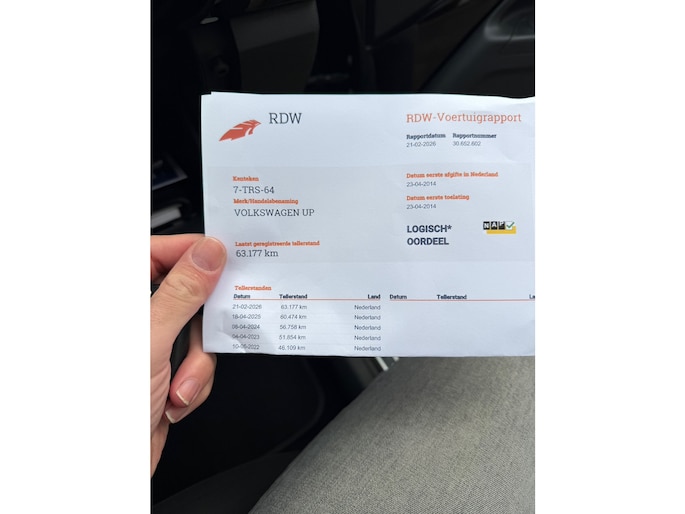 RDW
RDW-Voertuigrapport
Rapportdatum Rapportnummer
21-02-2026 30.652.802
Kenteken
7-TRS-64
Merk/Handelsbenaming
VOLKSWAGEN UP
Datum eerste afgifte in Nederland
23-04-2014
Datum eerste toelating
23-04-2014
LOGISCH*
OORDEEL
NAP
Laatst geregistreerde tellerstand
63.177 km
Tellerstanden
Datum Tellerstand Land Datum Tellerstand La
21-02-2026 63.177 km Nederland
18-04-2025 60.474 km Nederland
08-04-2024 56.758 km Nederland
04-04-2023 51.654 km Nederland
46.109 km Nederland